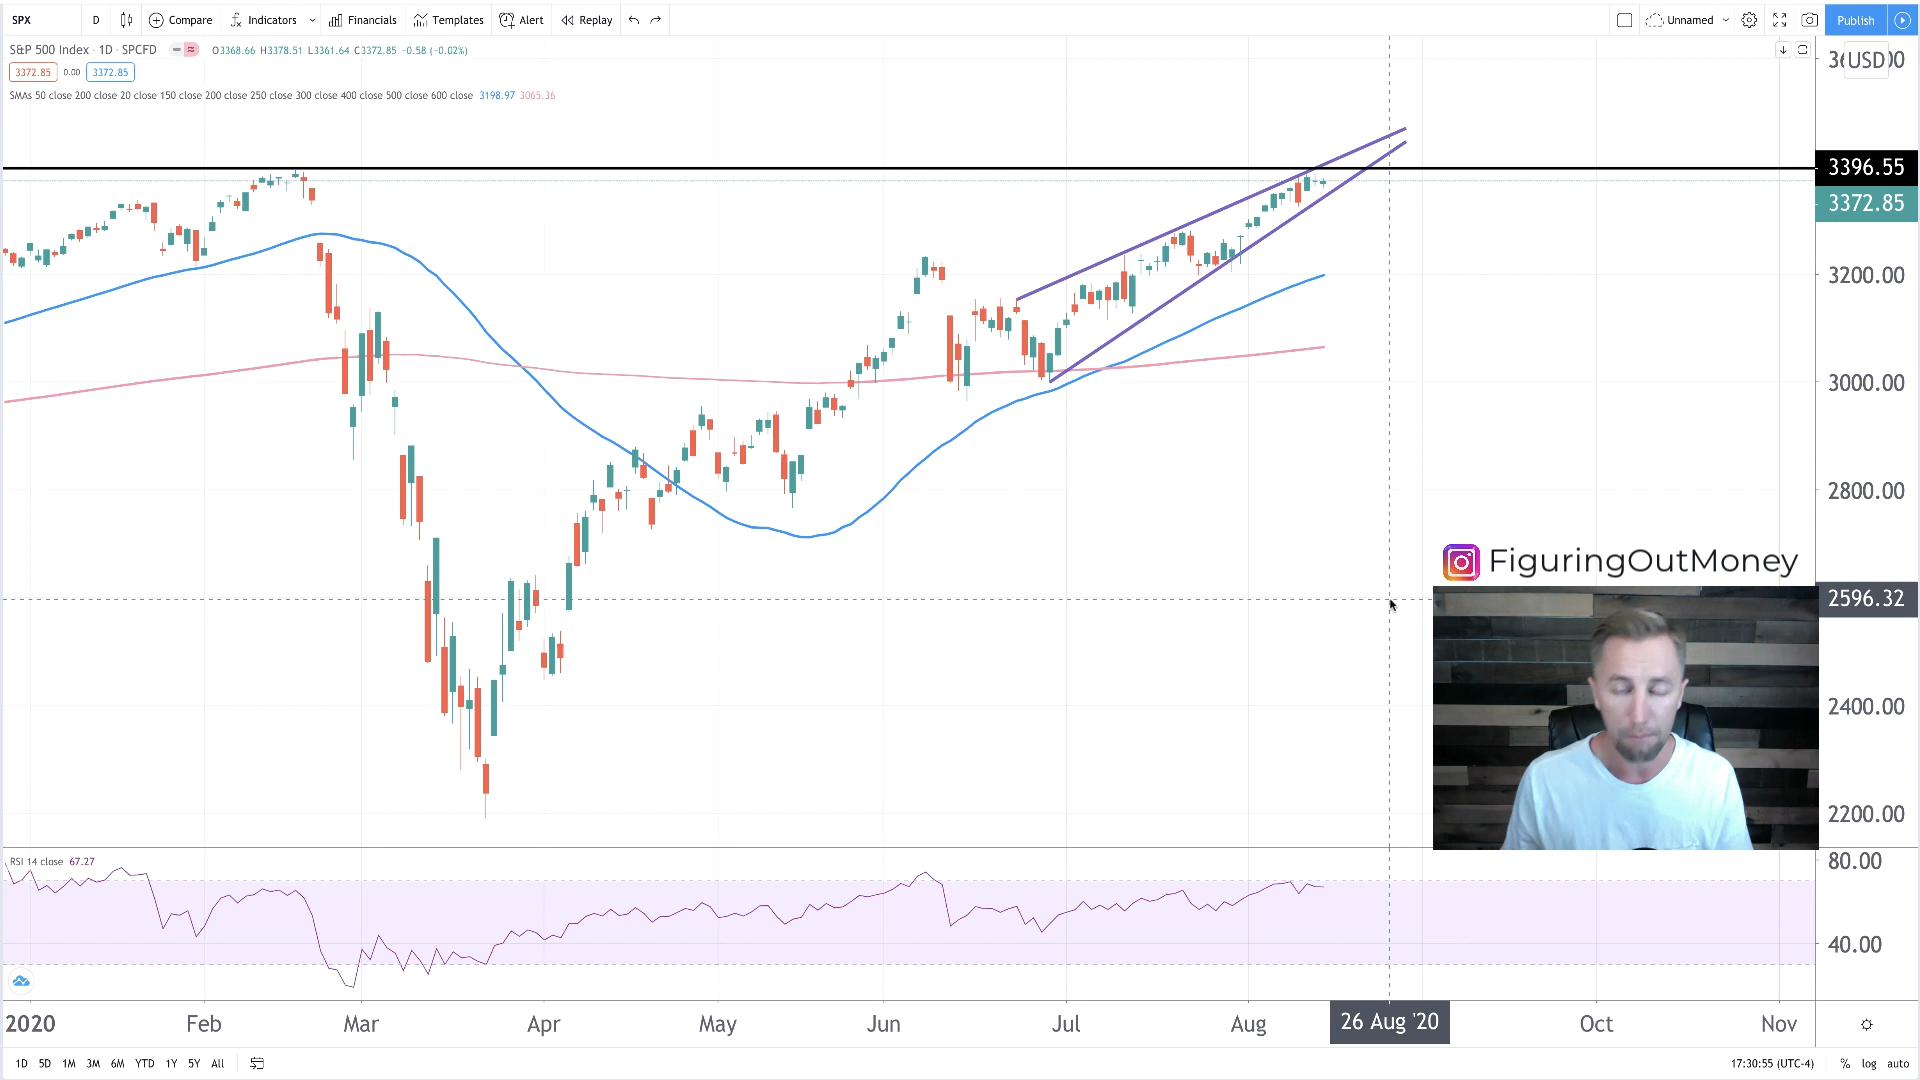 SPX D Compare Indicators Financials Templates Alert Replay Unnamed Publish
S&P 500 Index · 1D · SPCFD O3368.66 H3378.51 L3361.64 C3372.85 -0.58 (-0.02%)
3372.85 0.00 3372.85
SMAs 50 close 200 close 20 close 150 close 200 close 250 close 300 close 400 close 500 close 600 close 3198.97 3065.36
USD
3396.55
3372.85
3200.00
3000.00
2800.00
FiguringOutMoney
2596.32
2400.00
2200.00
RSI 14 close 67.27
80.00
40.00
2020 Feb Mar Apr May Jun Jul Aug 26 Aug '20 Oct Nov
1D 5D 1M 3M 6M YTD 1Y 5Y All 17:30:55 (UTC-4) % log auto